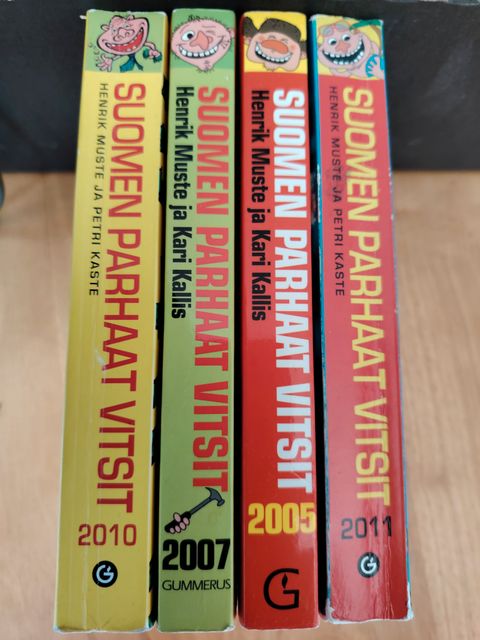 SUOMEN PARHAAT VITSIT
HENRIK MUSTE JA PETRI KASTE
2010
G
SUOMEN PARHAAT VITSIT
Henrik Muste ja Kari Kallis
2007
GUMMERUS
SUOMEN PARHAAT VITSIT
Henrik Muste ja Kari Kallis
2005
G
SUOMEN PARHAAT VITSIT
HENRIK MUSTE JA PETRI KASTE
2011
G